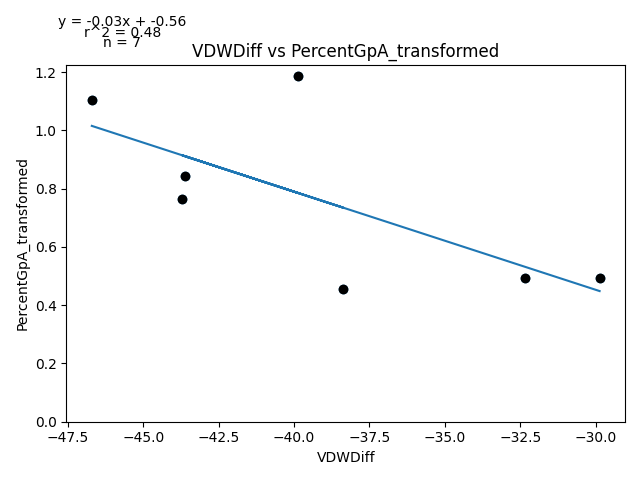 y = -0.03x + -0.56
r^2 = 0.48
n = 7
VDWDiff vs PercentGpA_transformed
1.2
1.0
0.8
0.6
0.4
0.2
0.0
PercentGpA_transformed
−47.5 −45.0 −42.5 −40.0 −37.5 −35.0 −32.5 −30.0
VDWDiff